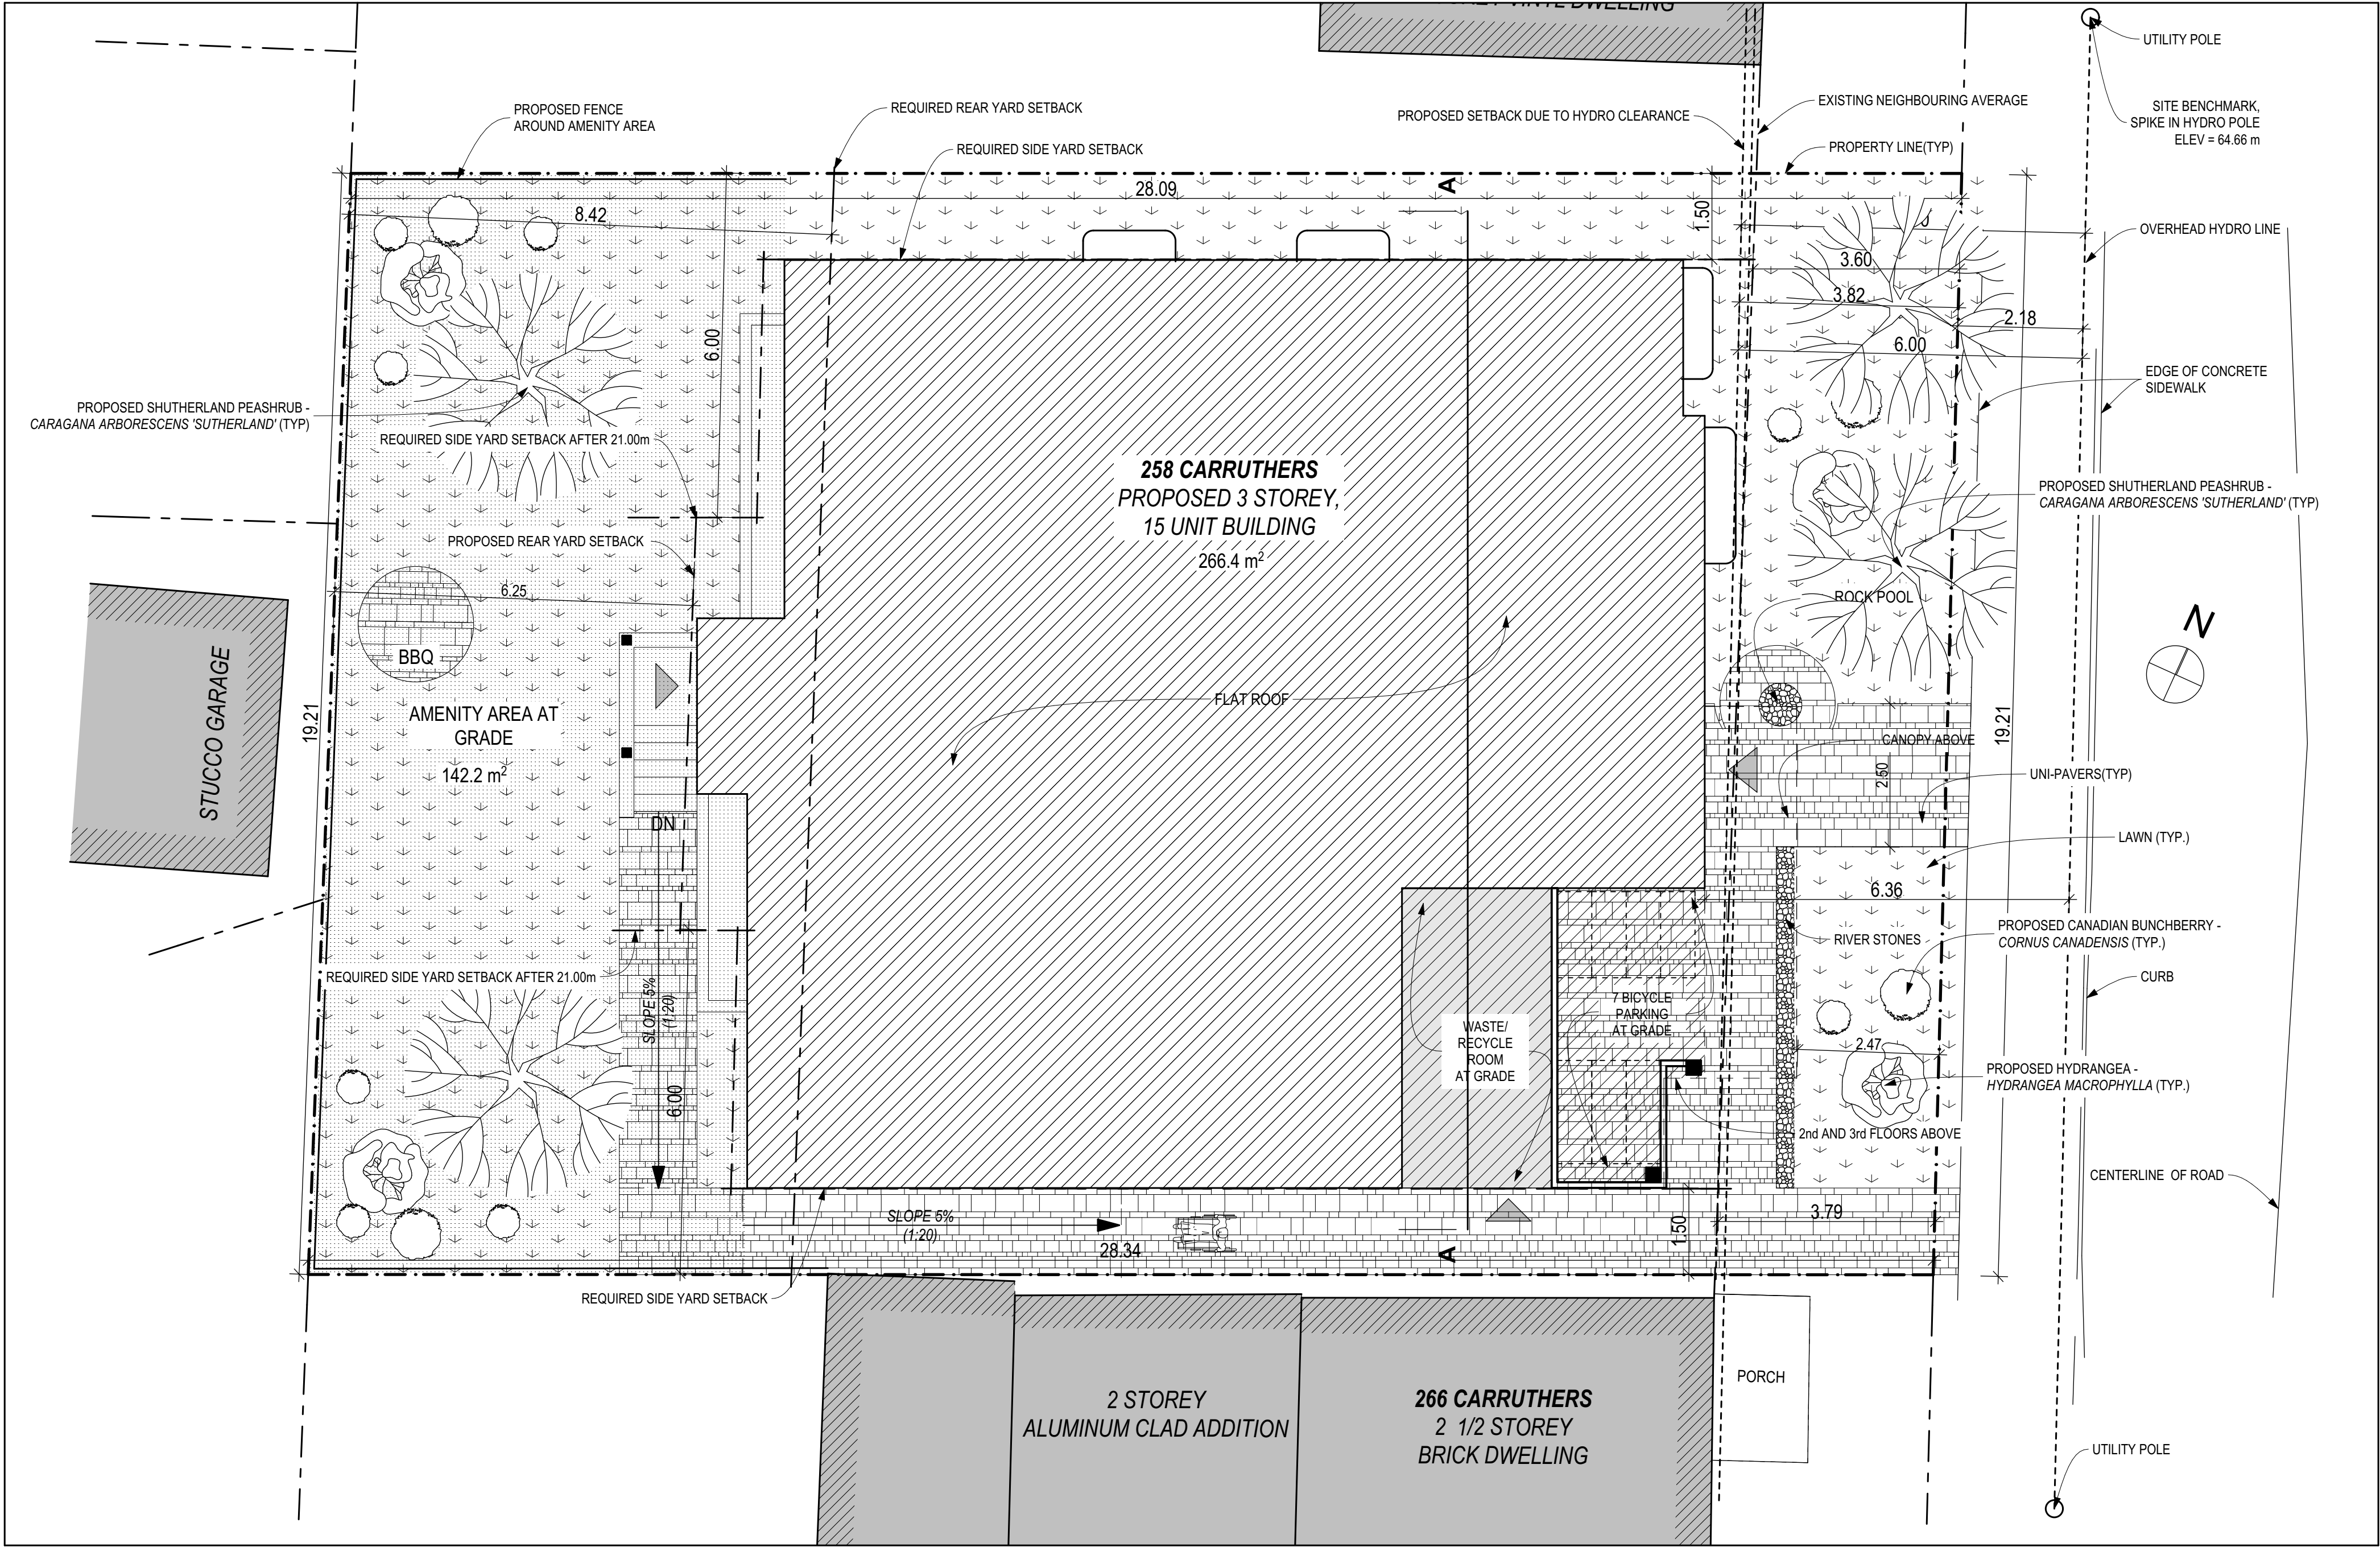 UTILITY POLE
SITE BENCHMARK,
SPIKE IN HYDRO POLE
ELEV = 64.66 m
PROPOSED FENCE
AROUND AMENITY AREA
REQUIRED REAR YARD SETBACK
REQUIRED SIDE YARD SETBACK
PROPOSED SETBACK DUE TO HYDRO CLEARANCE
EXISTING NEIGHBOURING AVERAGE
PROPERTY LINE(TYP)
28.09
A
8.42
1.50
OVERHEAD HYDRO LINE
3.60
3.82
2.18
6.00
6.00
EDGE OF CONCRETE
SIDEWALK
PROPOSED SHUTHERLAND PEASHRUB -
CARAGANA ARBORESCENS 'SUTHERLAND' (TYP)
REQUIRED SIDE YARD SETBACK AFTER 21.00m
258 CARRUTHERS
PROPOSED 3 STOREY,
15 UNIT BUILDING
266.4 m²
PROPOSED SHUTHERLAND PEASHRUB -
CARAGANA ARBORESCENS 'SUTHERLAND' (TYP)
PROPOSED REAR YARD SETBACK
6.25
ROCK POOL
N
BBQ
STUCCO GARAGE
19.21
AMENITY AREA AT
GRADE
142.2 m²
FLAT ROOF
CANOPY ABOVE
19.21
2.50
UNI-PAVERS(TYP)
DN
LAWN (TYP.)
6.36
RIVER STONES
PROPOSED CANADIAN BUNCHBERRY -
CORNUS CANADENSIS (TYP.)
REQUIRED SIDE YARD SETBACK AFTER 21.00m
CURB
SLOPE 5%
(1:20)
7 BICYCLE
PARKING
AT GRADE
WASTE/
RECYCLE
ROOM
AT GRADE
2.47
PROPOSED HYDRANGEA -
HYDRANGEA MACROPHYLLA (TYP.)
6.00
2nd AND 3rd FLOORS ABOVE
CENTERLINE OF ROAD
SLOPE 5%
(1:20)
28.34
A
1.50
3.79
REQUIRED SIDE YARD SETBACK
2 STOREY
ALUMINUM CLAD ADDITION
266 CARRUTHERS
2 1/2 STOREY
BRICK DWELLING
PORCH
UTILITY POLE